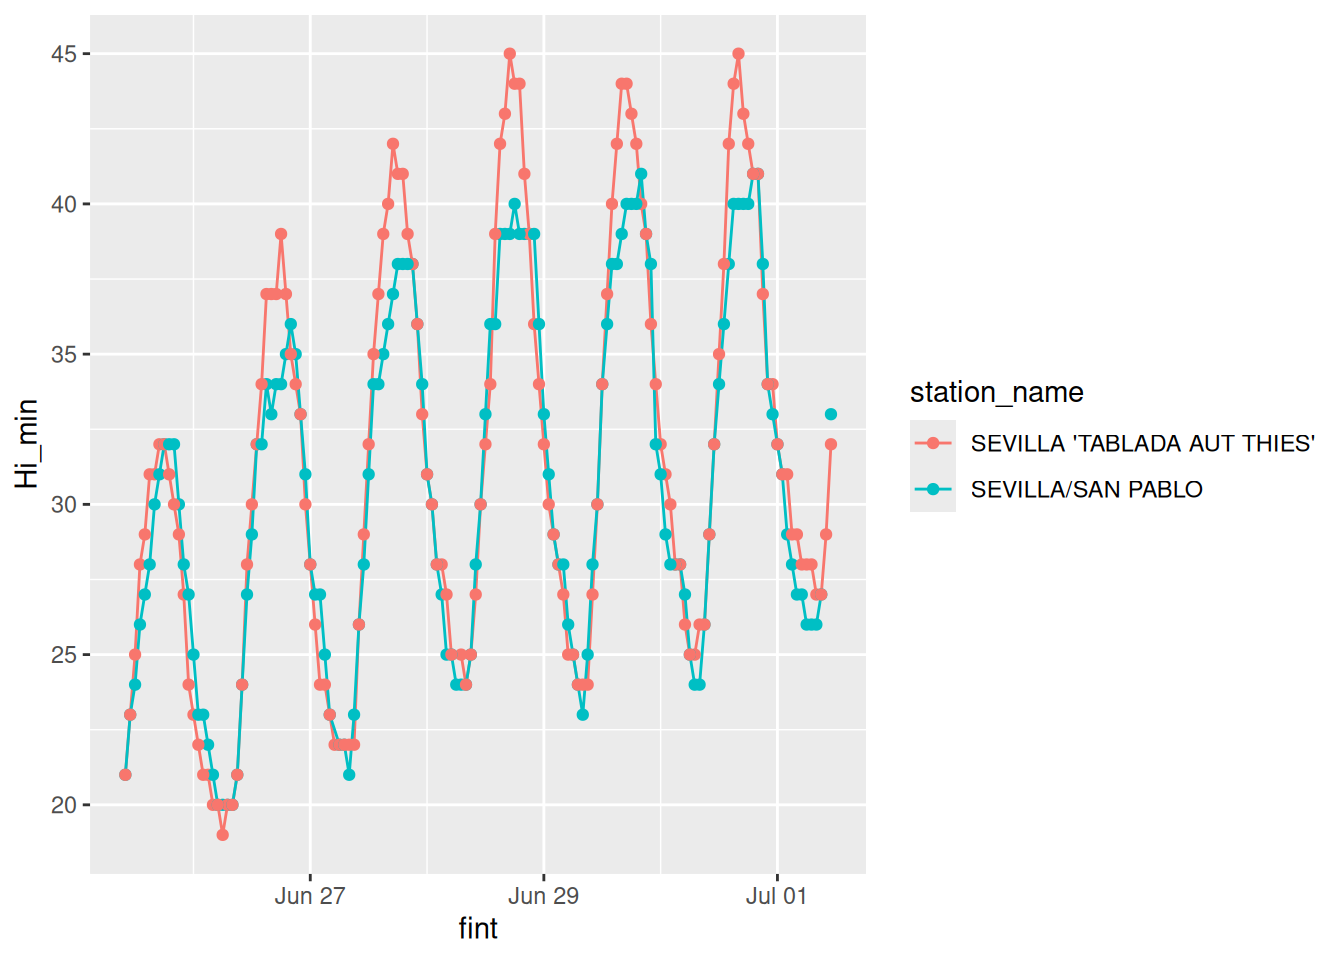 45
40
35
30
25
20
Hi_min
Jun 27
Jun 29
Jul 01
fint
station_name
SEVILLA 'TABLADA AUT THIES'
SEVILLA/SAN PABLO